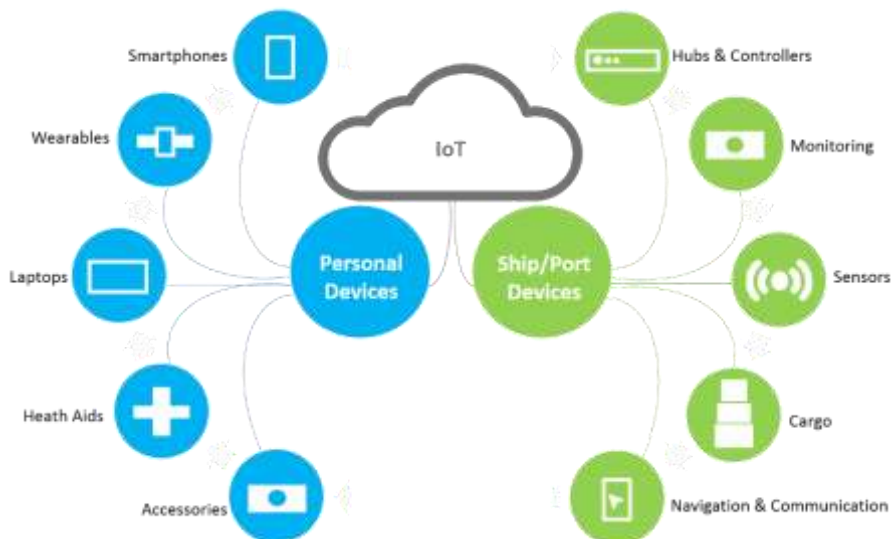 Smartphones
Hubs & Controllers
Wearables
IoT
Monitoring
Personal
Devices
Ship/Port
Devices
Laptops
Sensors
Heath Aids
Cargo
Accessories
Navigation & Communication